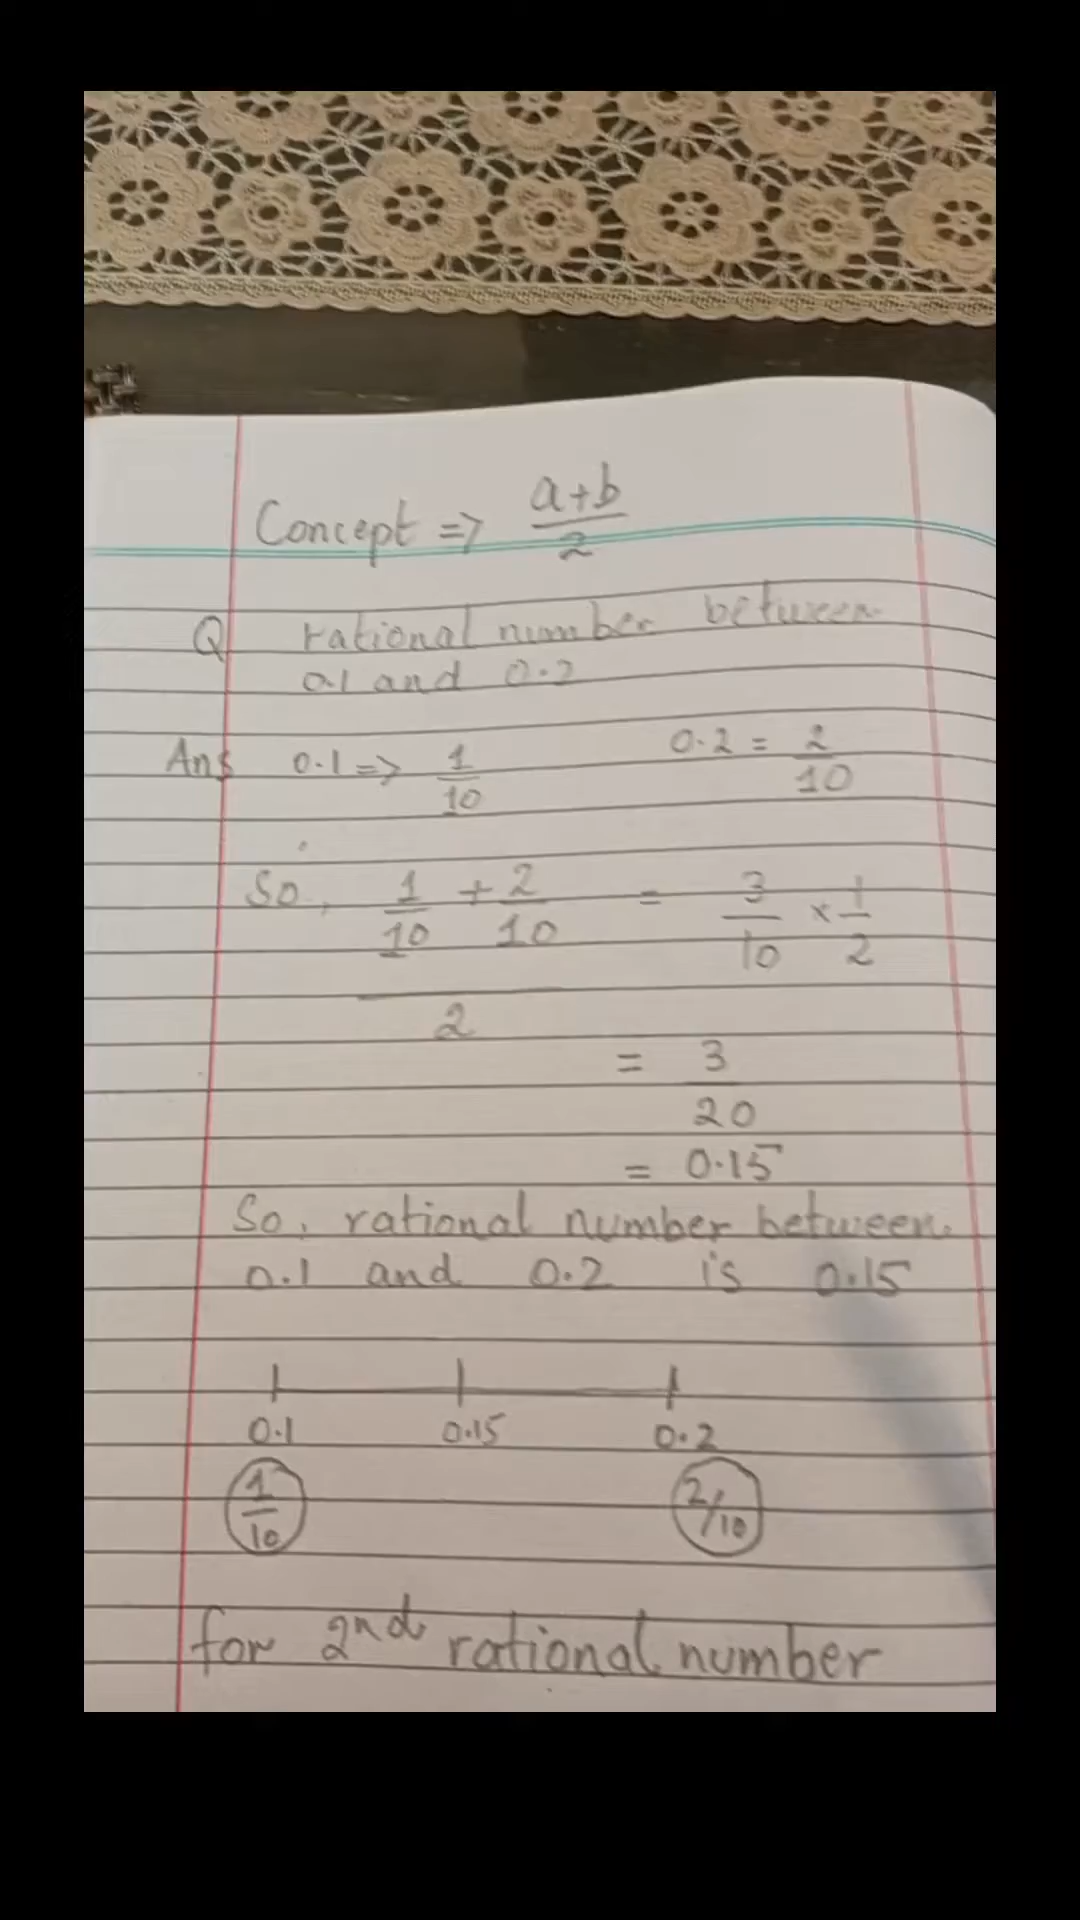 Concept => a+b
2
Q rational number between
0.1 and 0.2
Ans 0.1 => 1/10 0.2 = 2/10
So, 1/10 + 2/10 = 3/10 × 1/2
2
= 3/20
= 0.15
So, rational number between
0.1 and 0.2 is 0.15
0.1 0.15 0.2
1/10 2/10
for 2nd rational number